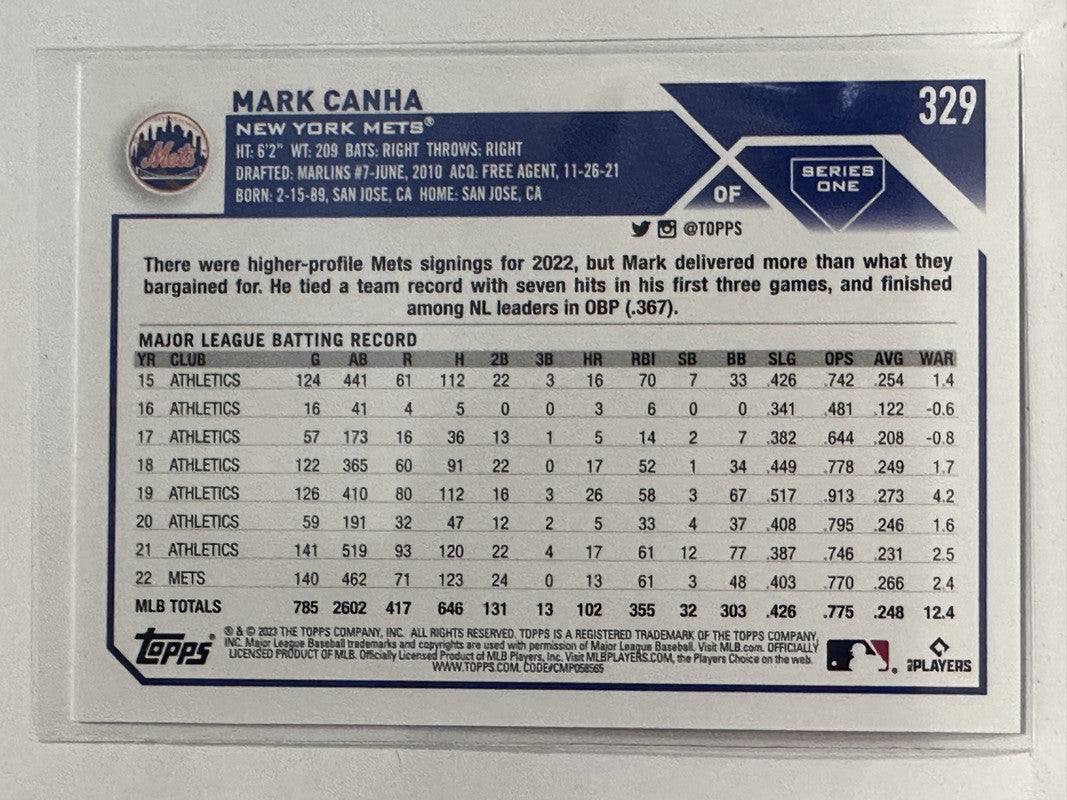 MARK CANHA
329
NEW YORK METS®
HT: 6'2" WT: 209 BATS: RIGHT THROWS: RIGHT
DRAFTED: MARLINS #7-JUNE, 2010 ACQ: FREE AGENT, 11-26-21
BORN: 2-15-89, SAN JOSE, CA HOME: SAN JOSE, CA
Mets
OF
SERIES
ONE
@TOPPS
There were higher-profile Mets signings for 2022, but Mark delivered more than what they
bargained for. He tied a team record with seven hits in his first three games, and finished
among NL leaders in OBP (.367).
MAJOR LEAGUE BATTING RECORD
YR CLUB G AB R H 2B 3B HR RBI SB BB SLG OPS AVG WAR
15 ATHLETICS 124 441 61 112 22 3 16 70 7 33 .426 .742 .254 1.4
16 ATHLETICS 16 41 4 5 0 0 3 6 0 0 .341 .481 .122 -0.6
17 ATHLETICS 57 173 16 36 13 1 5 14 2 7 .382 .644 .208 -0.8
18 ATHLETICS 122 365 60 91 22 0 17 52 1 34 .449 .778 .249 1.7
19 ATHLETICS 126 410 80 112 16 3 26 58 3 67 .517 .913 .273 4.2
20 ATHLETICS 59 191 32 47 12 2 5 33 4 37 .408 .795 .246 1.6
21 ATHLETICS 141 519 93 120 22 4 17 61 12 77 .387 .746 .231 2.5
22 METS 140 462 71 123 24 0 13 61 3 48 .403 .770 .266 2.4
MLB TOTALS 785 2602 417 646 131 13 102 355 32 303 .426 .775 .248 12.4
Topps®
® & © 2023 THE TOPPS COMPANY, INC. ALL RIGHTS RESERVED. TOPPS IS A REGISTERED TRADEMARK OF THE TOPPS COMPANY,
INC. Major League Baseball trademarks and copyrights are used with permission of Major League Baseball. Visit MLB.com. OFFICIALLY
LICENSED PRODUCT OF MLB. Officially Licensed Product of MLB Players, Inc. Visit MLBPLAYERS.COM, the Players Choice on the web.
WWW.TOPPS.COM. CODE#CMP058565
PLAYERS